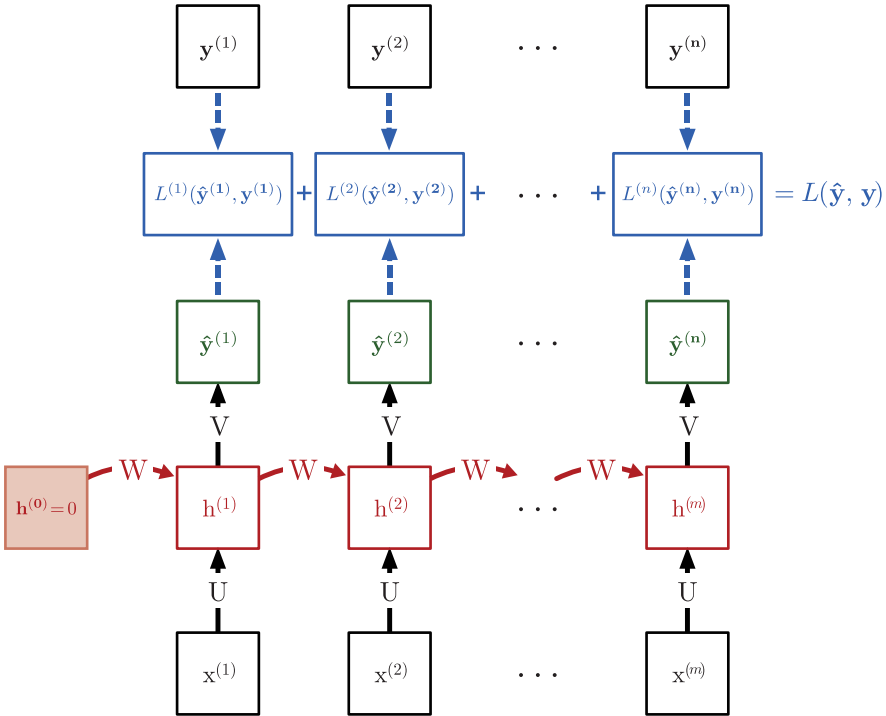 y⁽¹⁾ y⁽²⁾ · · · y⁽ⁿ⁾
L⁽¹⁾(ŷ⁽¹⁾, y⁽¹⁾) + L⁽²⁾(ŷ⁽²⁾, y⁽²⁾) + · · · + L⁽ⁿ⁾(ŷ⁽ⁿ⁾, y⁽ⁿ⁾) = L(ŷ, y)
ŷ⁽¹⁾ ŷ⁽²⁾ · · · ŷ⁽ⁿ⁾
V V V
W W W W
h⁽⁰⁾=0 h⁽¹⁾ h⁽²⁾ · · · h⁽ᵐ⁾
U U U
x⁽¹⁾ x⁽²⁾ · · · x⁽ᵐ⁾